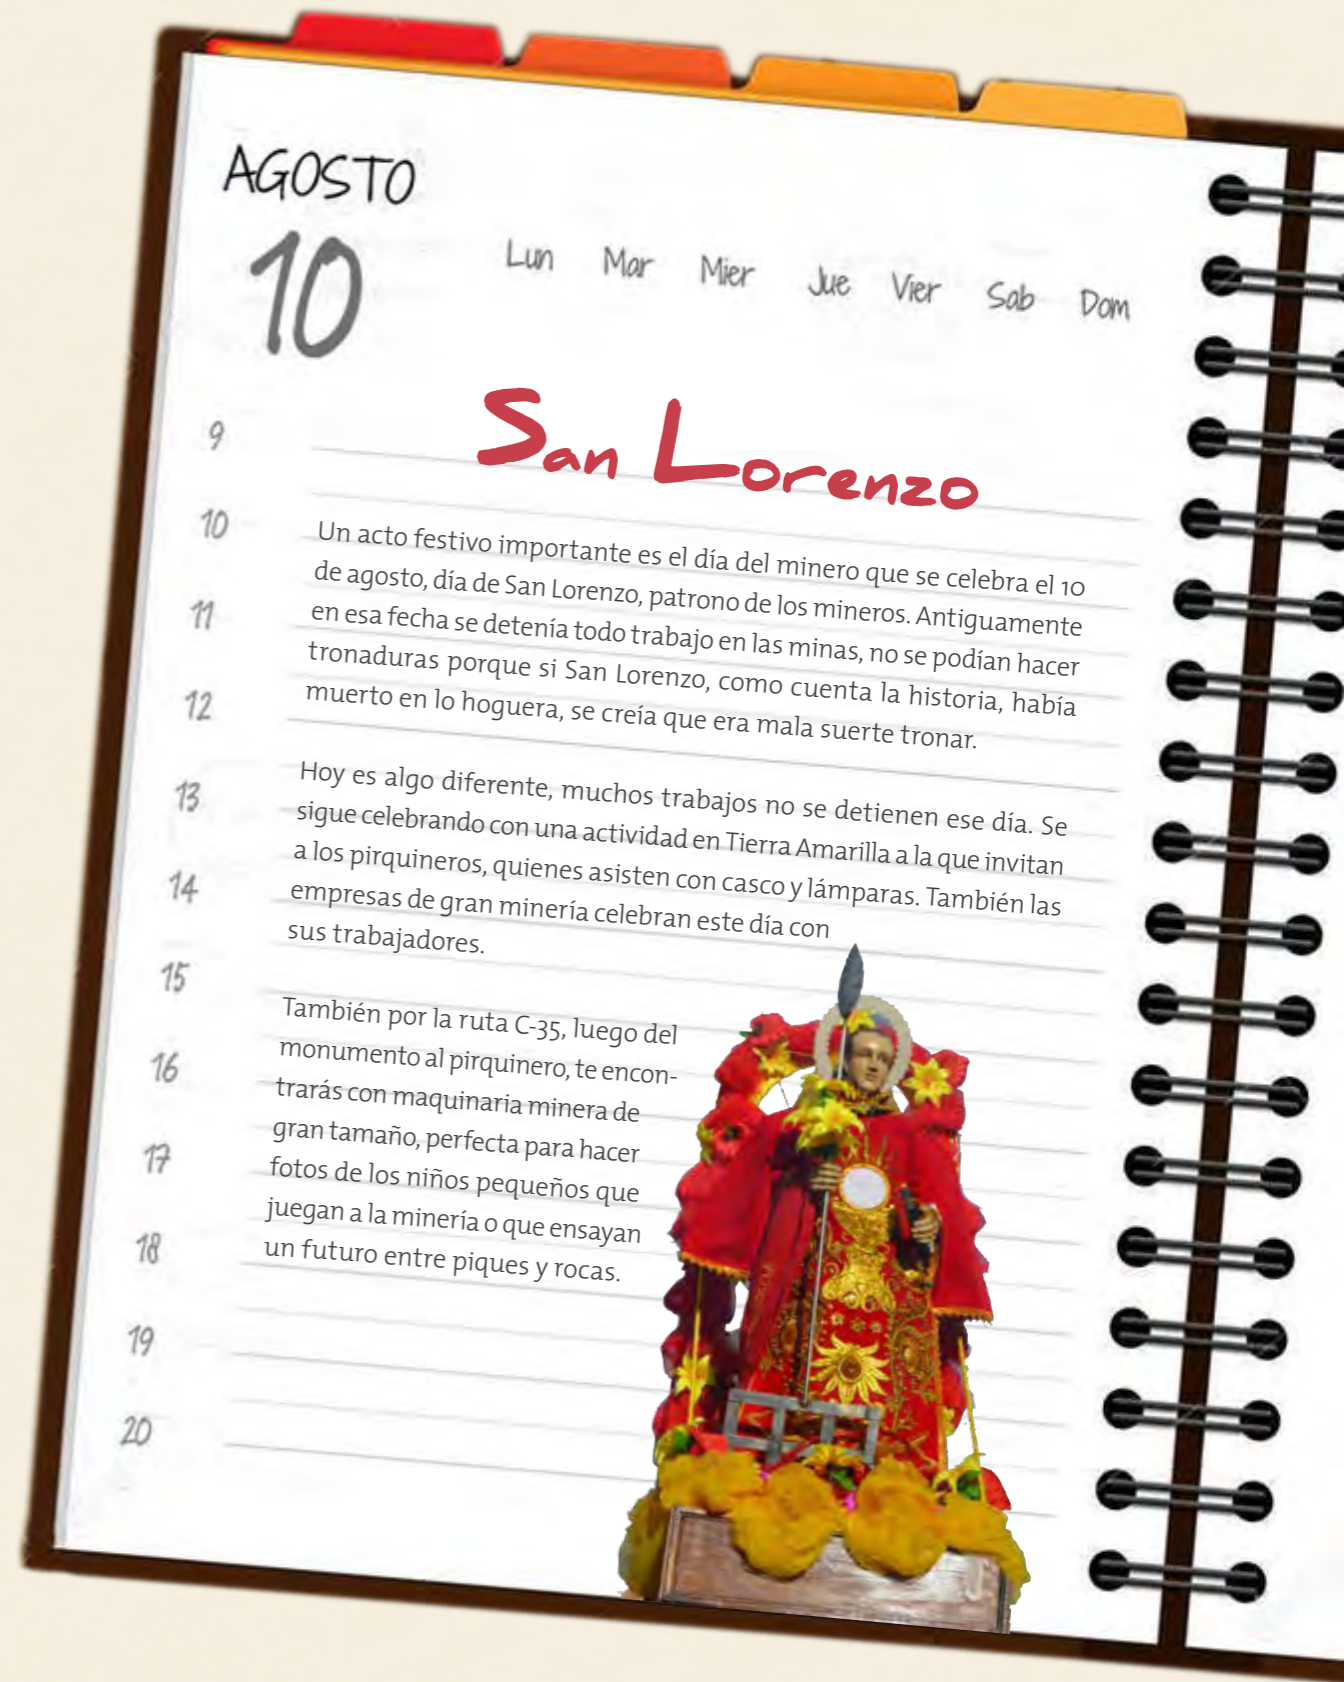 AGOSTO
10
Lun Mar Mier Jue Vier Sab Dom
San Lorenzo
9
10
11
12
13
14
15
16
17
18
19
20
Un acto festivo importante es el día del minero que se celebra el 10
de agosto, día de San Lorenzo, patrono de los mineros. Antiguamente
en esa fecha se detenía todo trabajo en las minas, no se podían hacer
tronaduras porque si San Lorenzo, como cuenta la historia, había
muerto en lo hoguera, se creía que era mala suerte tronar.
Hoy es algo diferente, muchos trabajos no se detienen ese día. Se
sigue celebrando con una actividad en Tierra Amarilla a la que invitan
a los pirquineros, quienes asisten con casco y lámparas. También las
empresas de gran minería celebran este día con
sus trabajadores.
También por la ruta C-35, luego del
monumento al pirquinero, te encon-
trarás con maquinaria minera de
gran tamaño, perfecta para hacer
fotos de los niños pequeños que
juegan a la minería o que ensayan
un futuro entre piques y rocas.